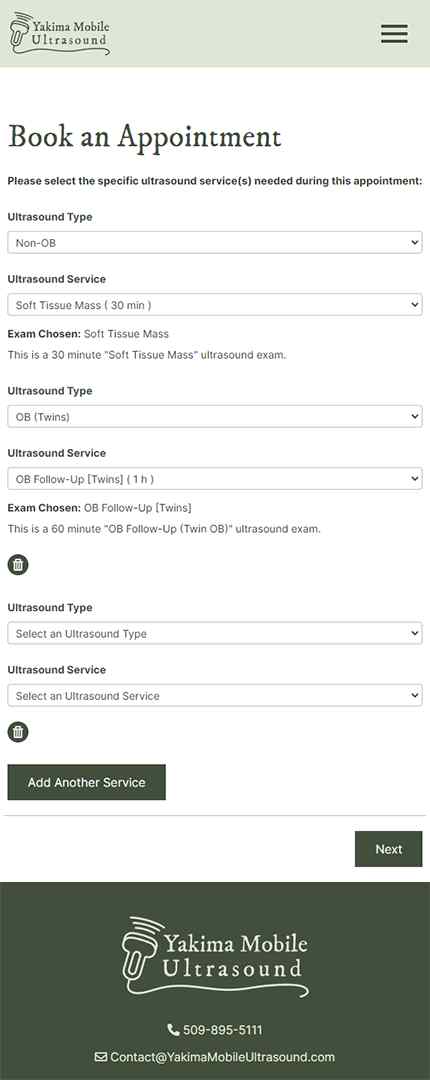 Yakima Mobile
Ultrasound
Book an Appointment
Please select the specific ultrasound service(s) needed during this appointment:
Ultrasound Type
Non-OB
Ultrasound Service
Soft Tissue Mass ( 30 min )
Exam Chosen: Soft Tissue Mass
This is a 30 minute "Soft Tissue Mass" ultrasound exam.
Ultrasound Type
OB (Twins)
Ultrasound Service
OB Follow-Up [Twins] ( 1 h )
Exam Chosen: OB Follow-Up [Twins]
This is a 60 minute "OB Follow-Up (Twin OB)" ultrasound exam.
Ultrasound Type
Select an Ultrasound Type
Ultrasound Service
Select an Ultrasound Service
Add Another Service
Next
Yakima Mobile
Ultrasound
509-895-5111
Contact@YakimaMobileUltrasound.com